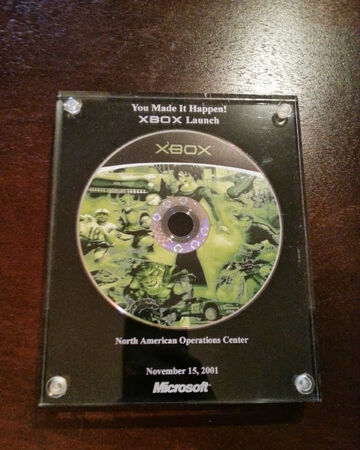 You Made It Happen!
XBOX Launch
XBOX
North American Operations Center
November 15, 2001
Microsoft